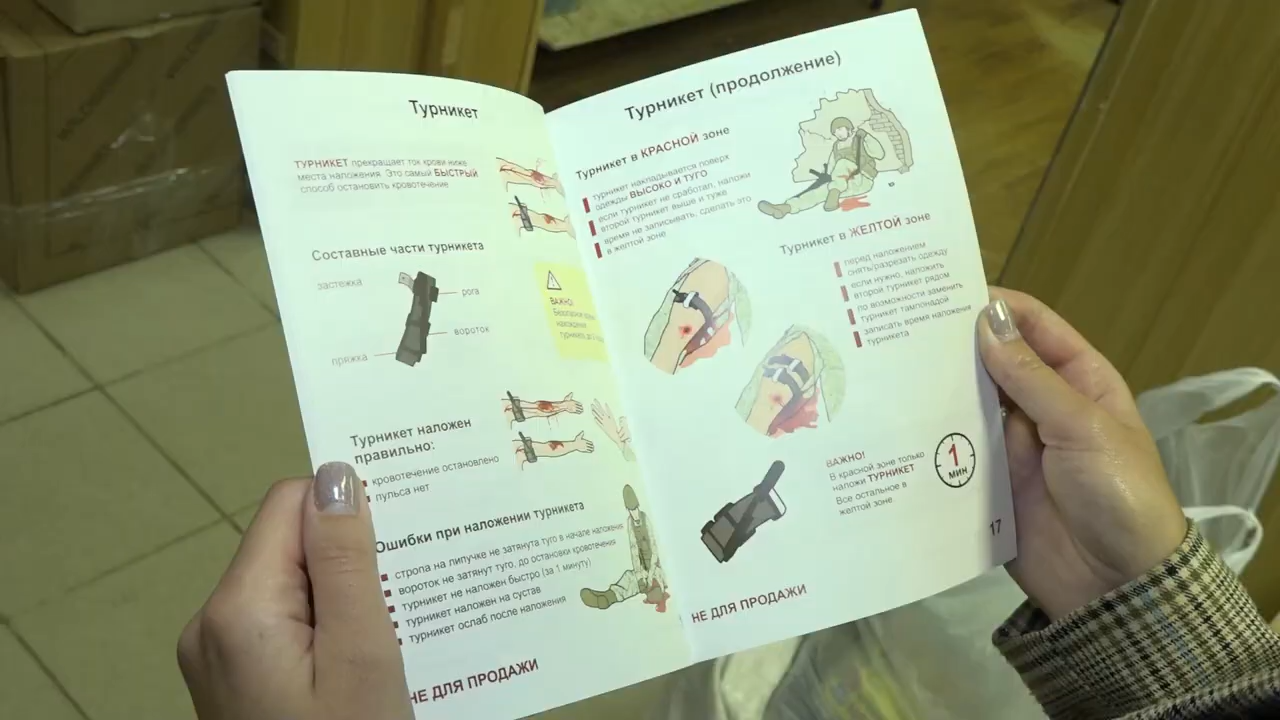 Турникет
ТУРНИКЕТ прекращает ток крови ниже
места наложения. Это самый БЫСТРЫЙ
способ остановить кровотечение
Составные части турникета
застежка
рога
вороток
пряжка
ВАЖНО!
Турникет наложен
правильно:
кровотечение остановлено
пульса нет
Ошибки при наложении турникета
стропа на липучке не затянута туго в начале наложения
вороток не затянут туго, до остановки кровотечения
турникет не наложен быстро (за 1 минуту)
турникет наложен на сустав
турникет ослаб после наложения
НЕ ДЛЯ ПРОДАЖИ
Турникет (продолжение)
Турникет в КРАСНОЙ зоне
турникет накладывается поверх
одежды ВЫСОКО И ТУГО
если турникет не сработал, наложи
второй турникет выше и туже
время не записывать, сделать это
в желтой зоне
Турникет в ЖЕЛТОЙ зоне
перед наложением
снять/разрезать одежду
если нужно, наложить
второй турникет рядом
по возможности заменить
турникет тампонадой
записать время наложения
турникета
ВАЖНО!
В красной зоне только
наложи ТУРНИКЕТ
Все остальное в
желтой зоне
1
МИН
17
НЕ ДЛЯ ПРОДАЖИ